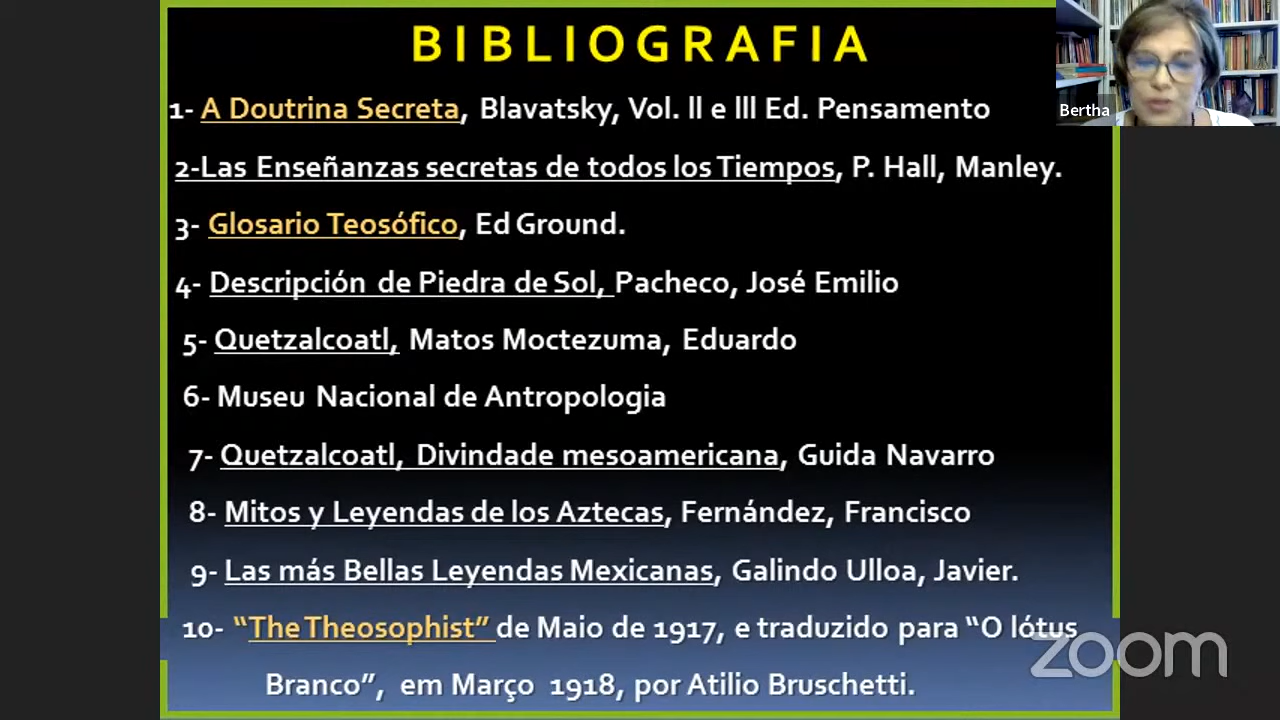 BIBLIOGRAFIA
Bertha
1- A Doutrina Secreta, Blavatsky, Vol. ll e lll Ed. Pensamento
2-Las Enseñanzas secretas de todos los Tiempos, P. Hall, Manley.
3- Glosario Teosófico, Ed Ground.
4- Descripción de Piedra de Sol, Pacheco, José Emilio
5- Quetzalcoatl, Matos Moctezuma, Eduardo
6- Museu Nacional de Antropologia
7- Quetzalcoatl, Divindade mesoamericana, Guida Navarro
8- Mitos y Leyendas de los Aztecas, Fernández, Francisco
9- Las más Bellas Leyendas Mexicanas, Galindo Ulloa, Javier.
10- “The Theosophist” de Maio de 1917, e traduzido para “O lótus
zoom
Branco”, em Março 1918, por Atilio Bruschetti.